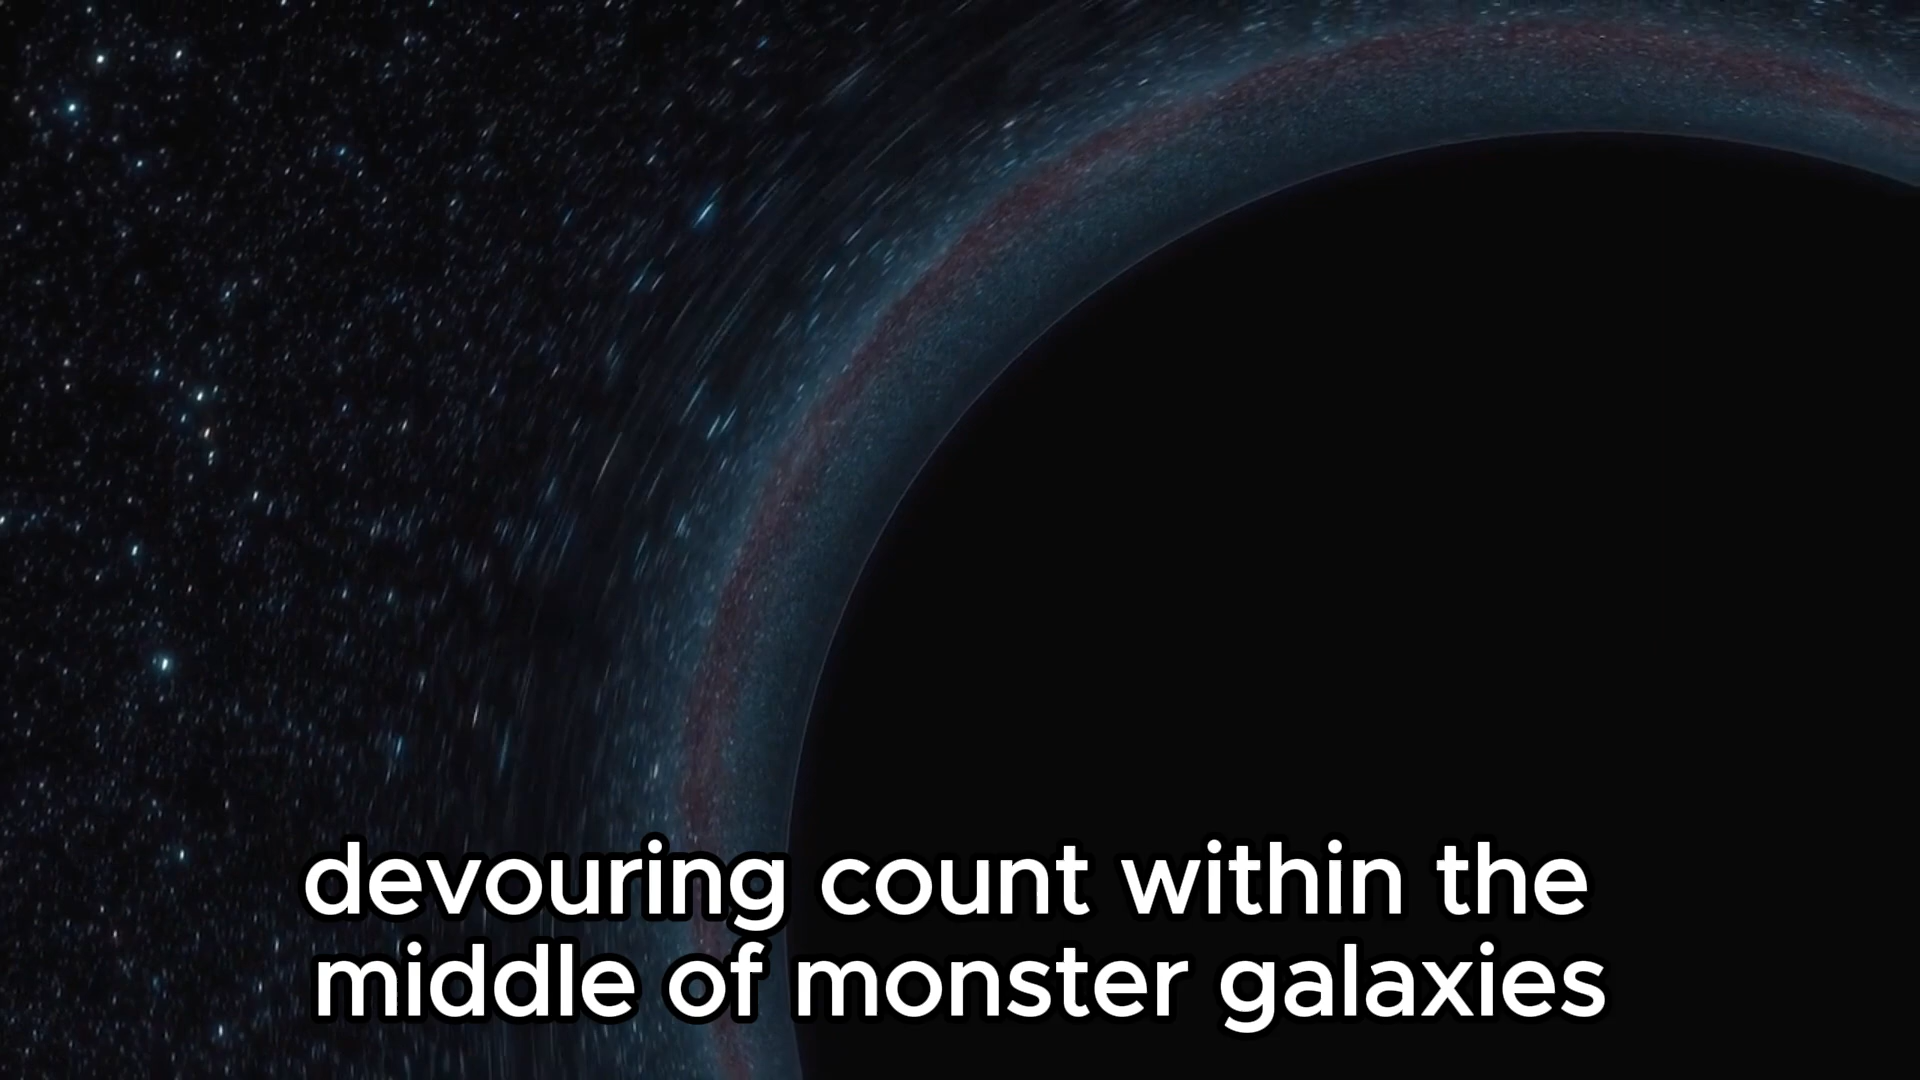 devouring count within the
middle of monster galaxies